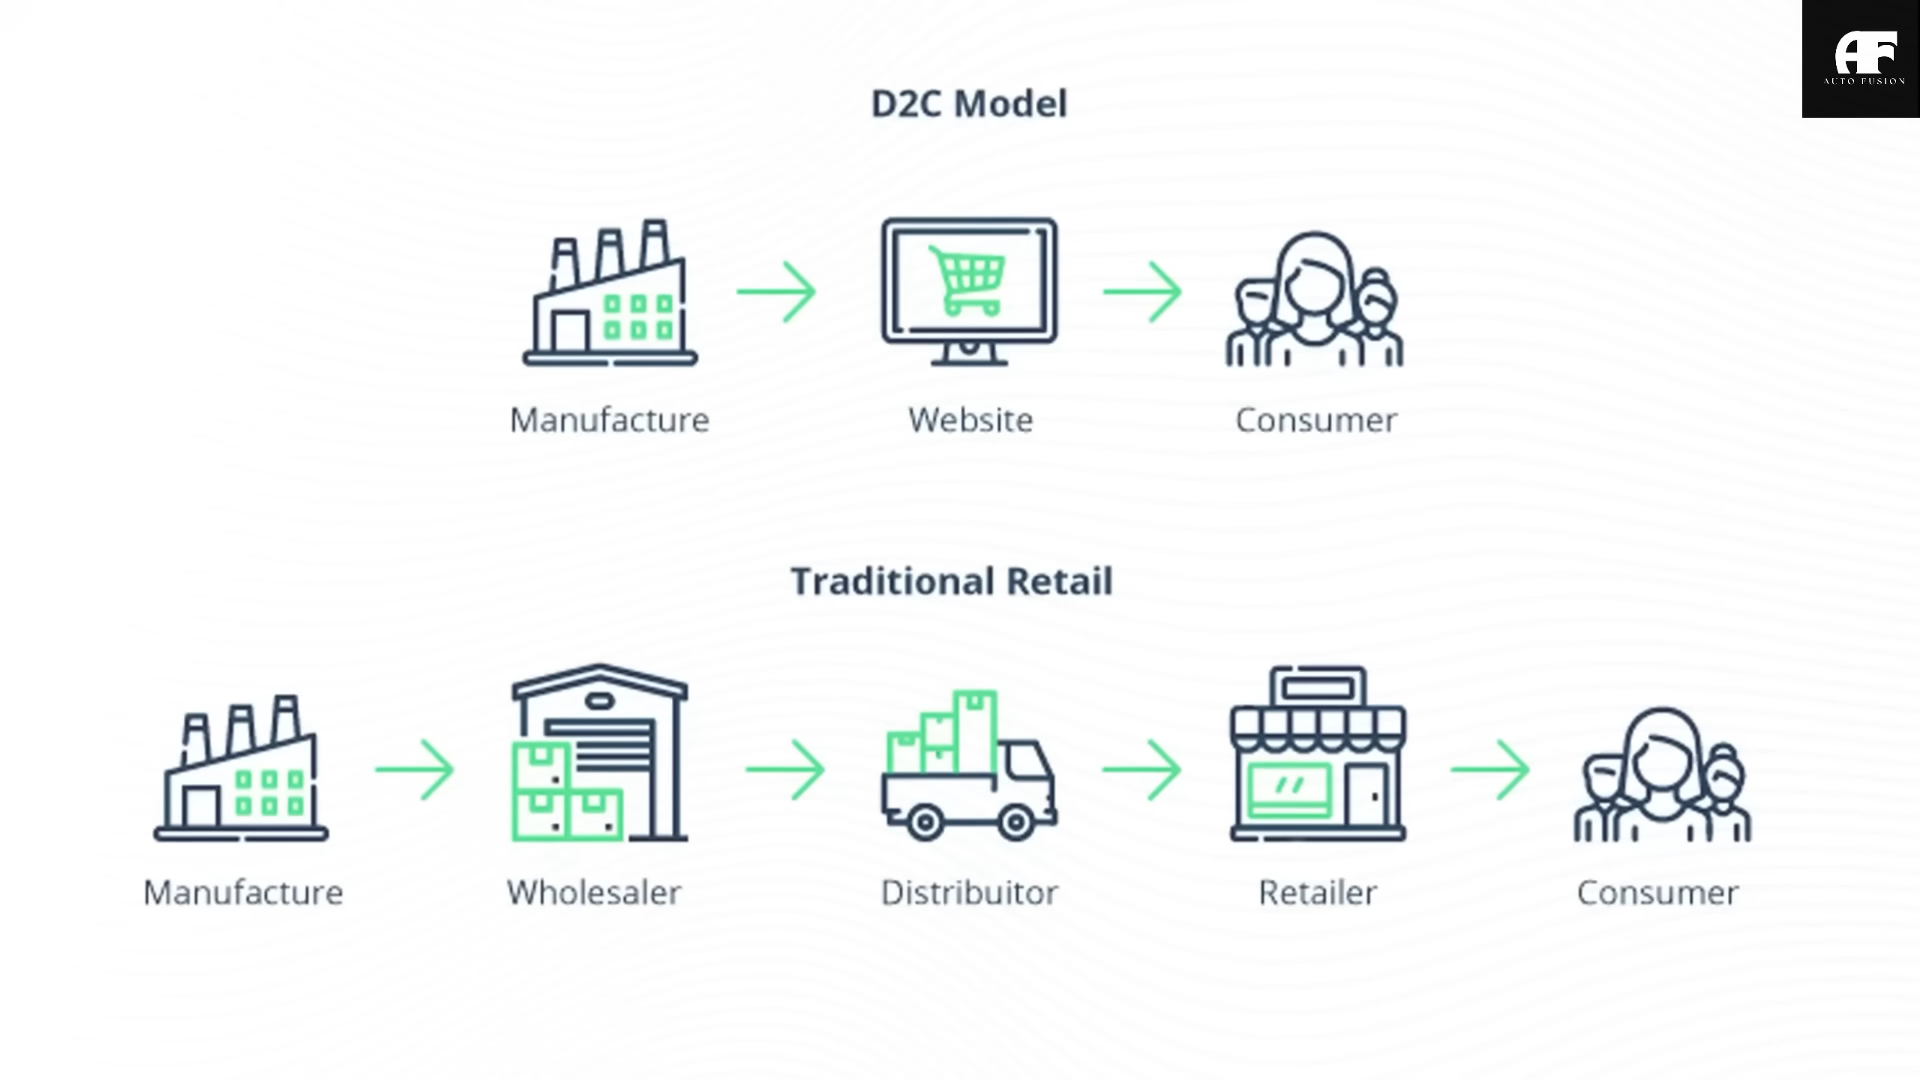 AF
AUTO FUSION
D2C Model
Manufacture
Website
Consumer
Traditional Retail
Manufacture
Wholesaler
Distribuitor
Retailer
Consumer